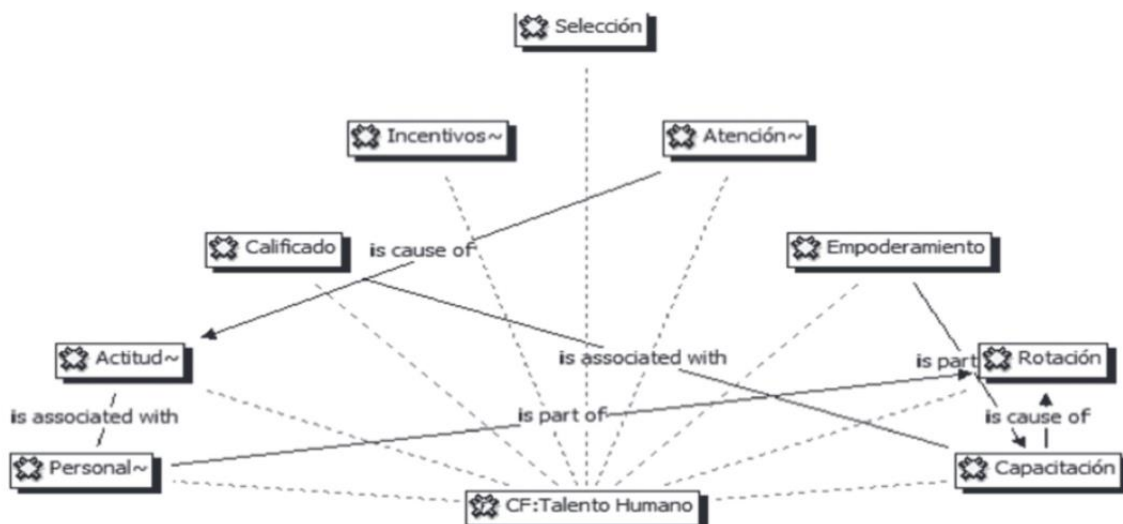 Selección
Incentivos~
Atención~
Calificado
is cause of
Empoderamiento
Actitud~
is associated with
is part
Rotación
is associated with
is part of
is cause of
Personal~
Capacitación
CF:Talento Humano